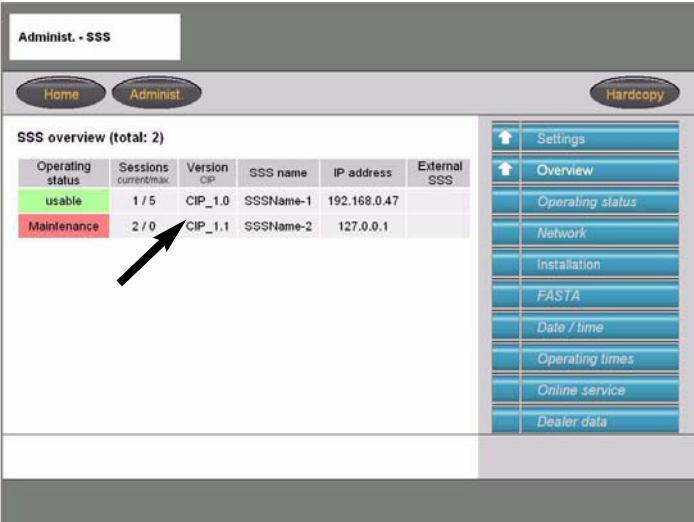 Administ. - SSS
Home Administ. Hardcopy
SSS overview (total: 2)
Operating status Sessions current/max. Version CIP SSS name IP address External SSS
usable 1 / 5 CIP_1.0 SSSName-1 192.168.0.47
Maintenance 2 / 0 CIP_1.1 SSSName-2 127.0.0.1
Settings
Overview
Operating status
Network
Installation
FASTA
Date / time
Operating times
Online service
Dealer data